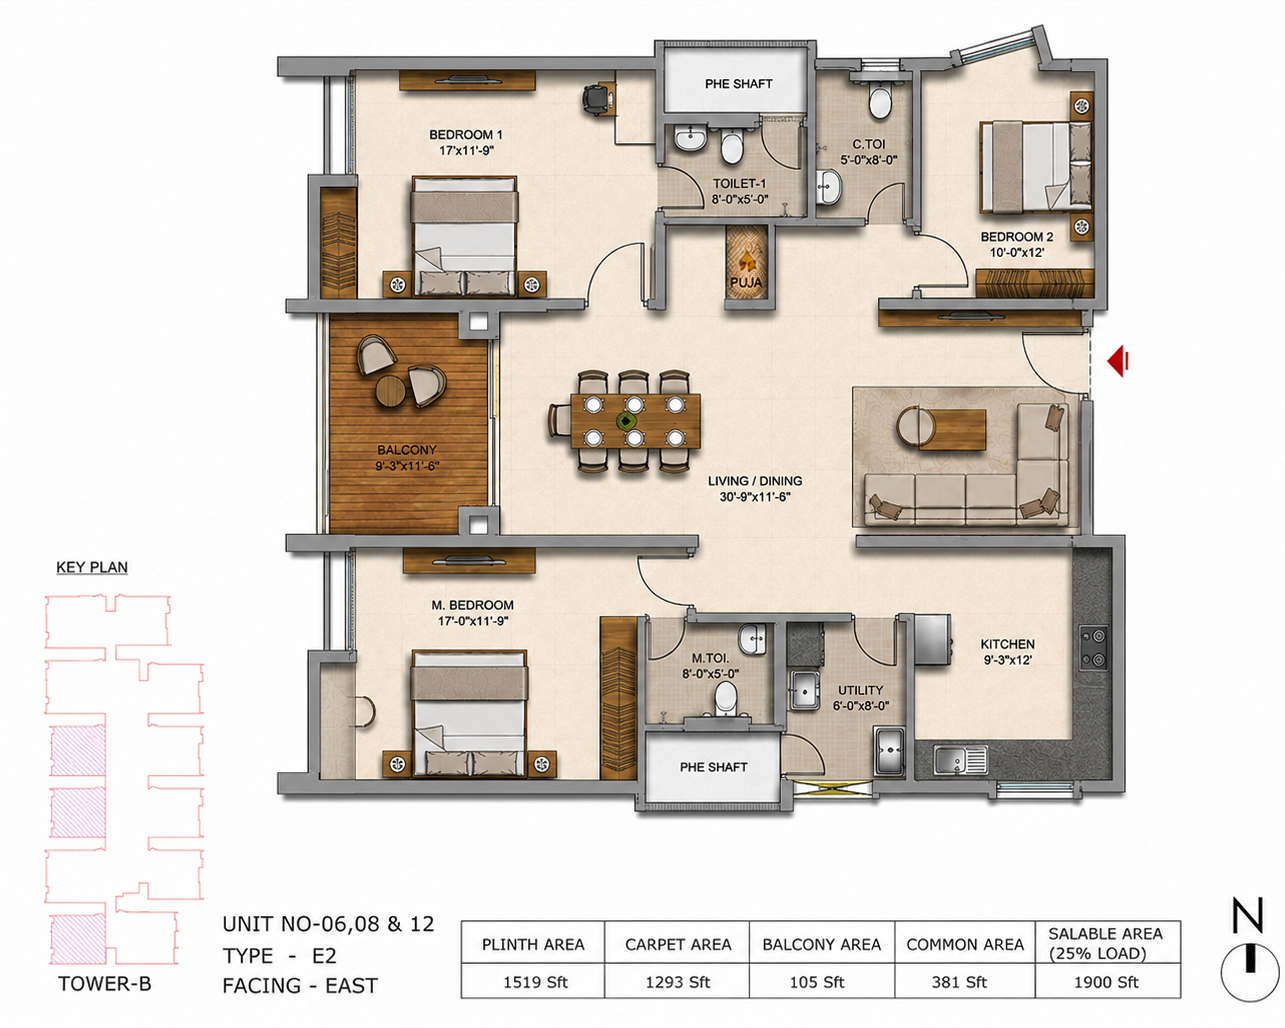 PHE SHAFT
BEDROOM 1
17'x11'-9"
C.TOI
5'-0"x8'-0"
TOILET-1
8'-0"x5'-0"
BEDROOM 2
10'-0"x12'
PUJA
BALCONY
9'-3"x11'-6"
LIVING / DINING
30'-9"x11'-6"
KEY PLAN
M. BEDROOM
17'-0"x11'-9"
M.TOI.
8'-0"x5'-0"
KITCHEN
9'-3"x12'
UTILITY
6'-0"x8'-0"
PHE SHAFT
TOWER-B
UNIT NO-06,08 & 12
TYPE - E2
FACING - EAST
PLINTH AREA CARPET AREA BALCONY AREA COMMON AREA SALABLE AREA
(25% LOAD)
1519 Sft 1293 Sft 105 Sft 381 Sft 1900 Sft
N